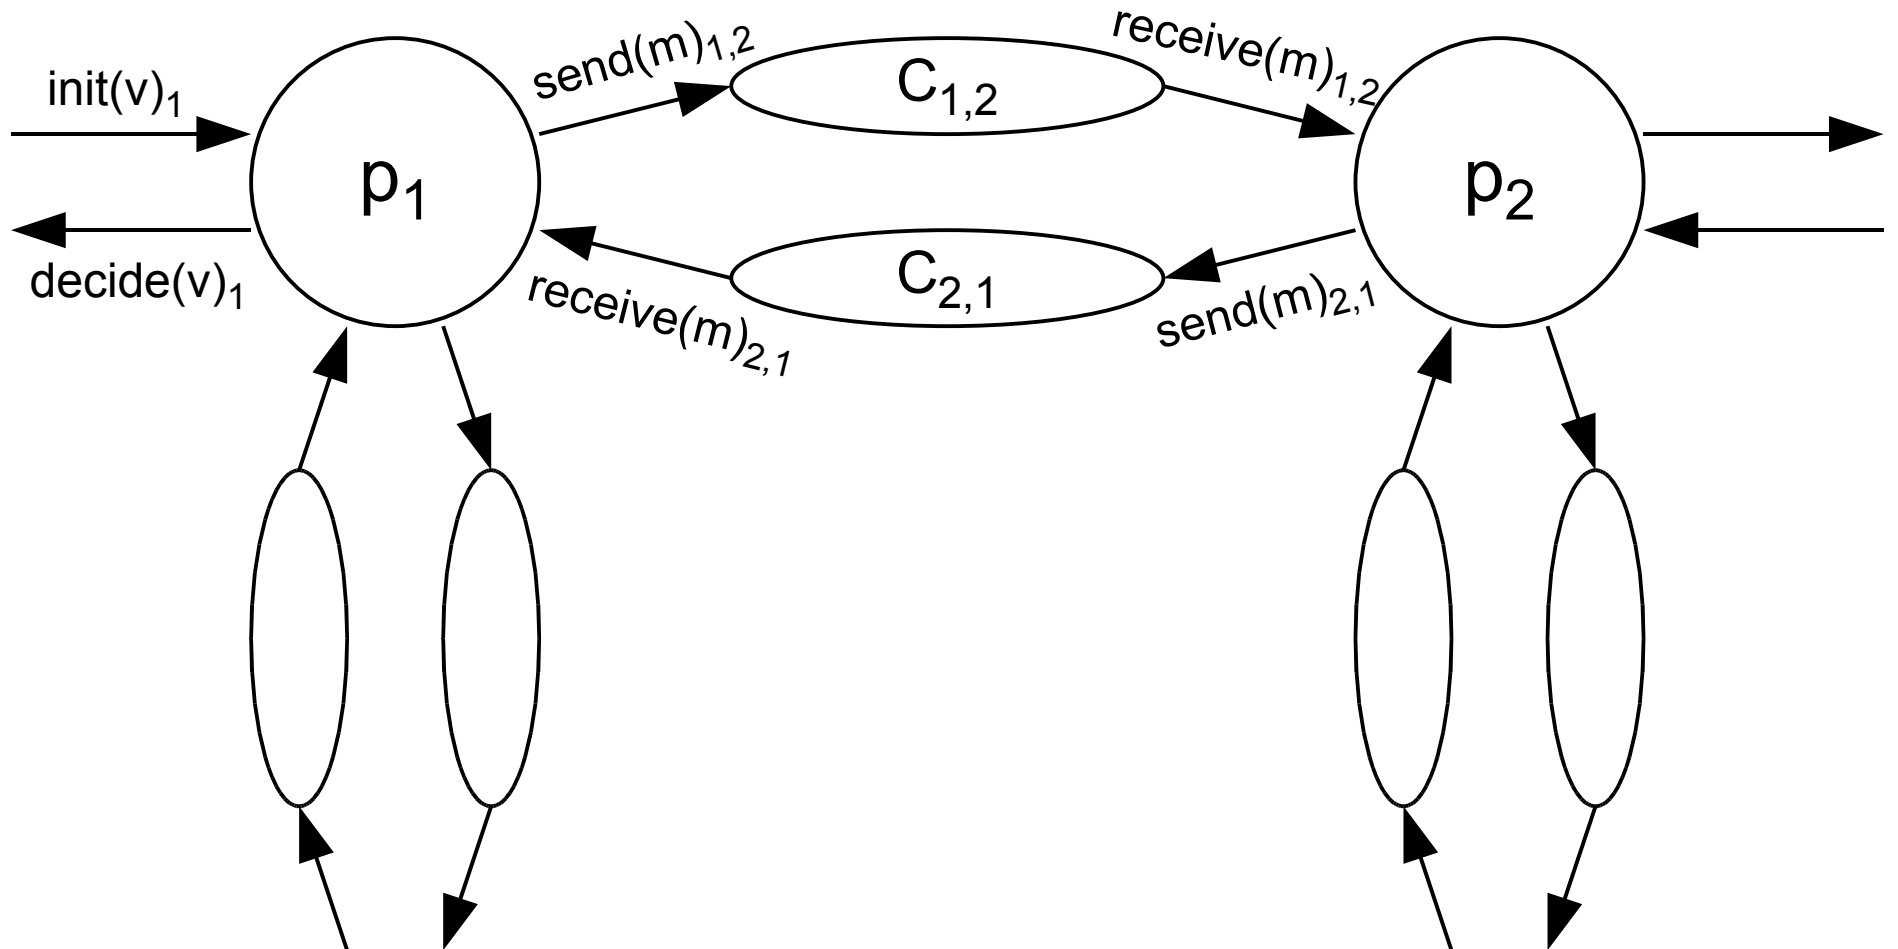 init(v)₁
send(m)₁,₂
C₁,₂
receive(m)₁,₂
p₁
p₂
decide(v)₁
receive(m)₂,₁
C₂,₁
send(m)₂,₁